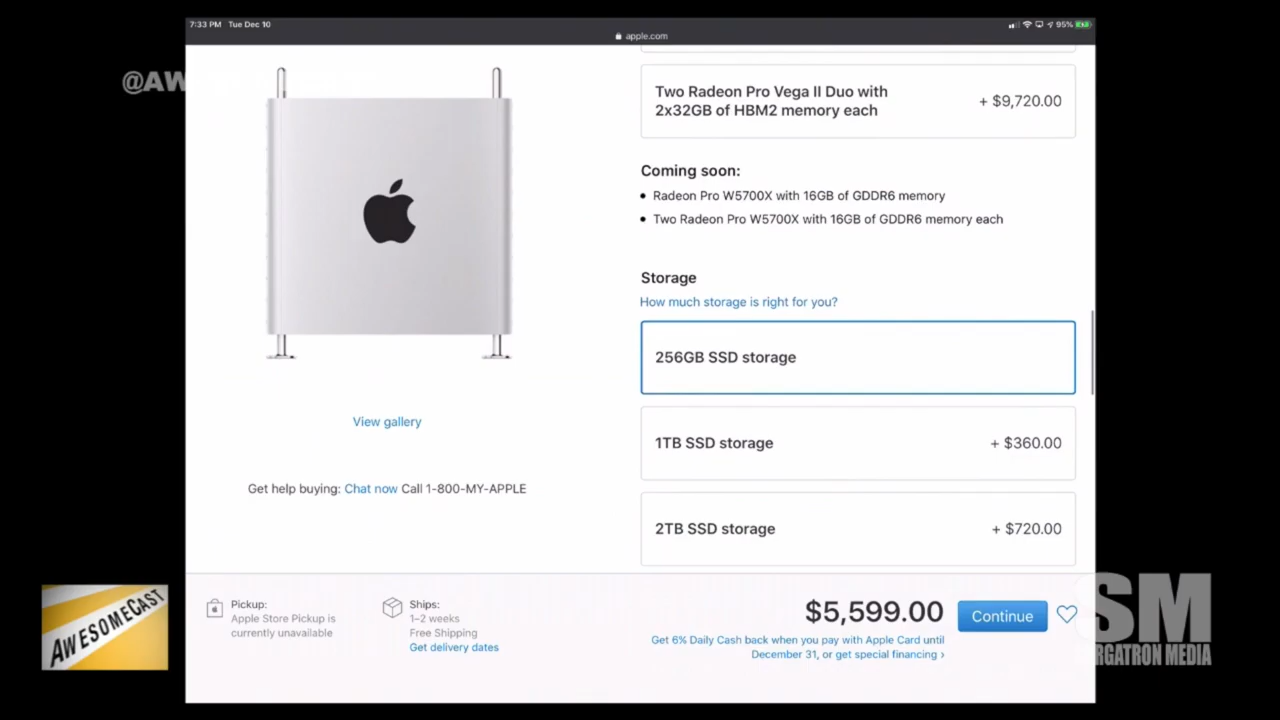 7:33 PM Tue Dec 10
95%
apple.com
@AW
Two Radeon Pro Vega II Duo with
2x32GB of HBM2 memory each
+ $9,720.00
Coming soon:
Radeon Pro W5700X with 16GB of GDDR6 memory
Two Radeon Pro W5700X with 16GB of GDDR6 memory each
Storage
How much storage is right for you?
256GB SSD storage
1TB SSD storage
+ $360.00
2TB SSD storage
+ $720.00
View gallery
Get help buying: Chat now Call 1-800-MY-APPLE
Pickup:
Apple Store Pickup is
currently unavailable
Ships:
1–2 weeks
Free Shipping
Get delivery dates
$5,599.00
Continue
Get 6% Daily Cash back when you pay with Apple Card until
December 31, or get special financing ›
AWESOMECAST
SM
RGATRON MEDIA